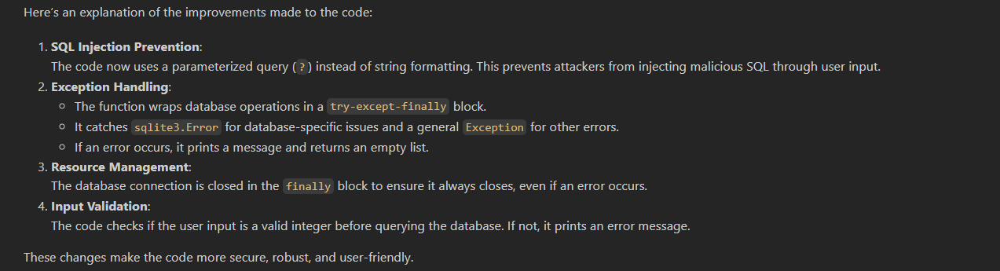 Here's an explanation of the improvements made to the code:
1. SQL Injection Prevention:
The code now uses a parameterized query (?) instead of string formatting. This prevents attackers from injecting malicious SQL through user input.
2. Exception Handling:
○ The function wraps database operations in a try-except-finally block.
○ It catches sqlite3.Error for database-specific issues and a general Exception for other errors.
○ If an error occurs, it prints a message and returns an empty list.
3. Resource Management:
The database connection is closed in the finally block to ensure it always closes, even if an error occurs.
4. Input Validation:
The code checks if the user input is a valid integer before querying the database. If not, it prints an error message.
These changes make the code more secure, robust, and user-friendly.